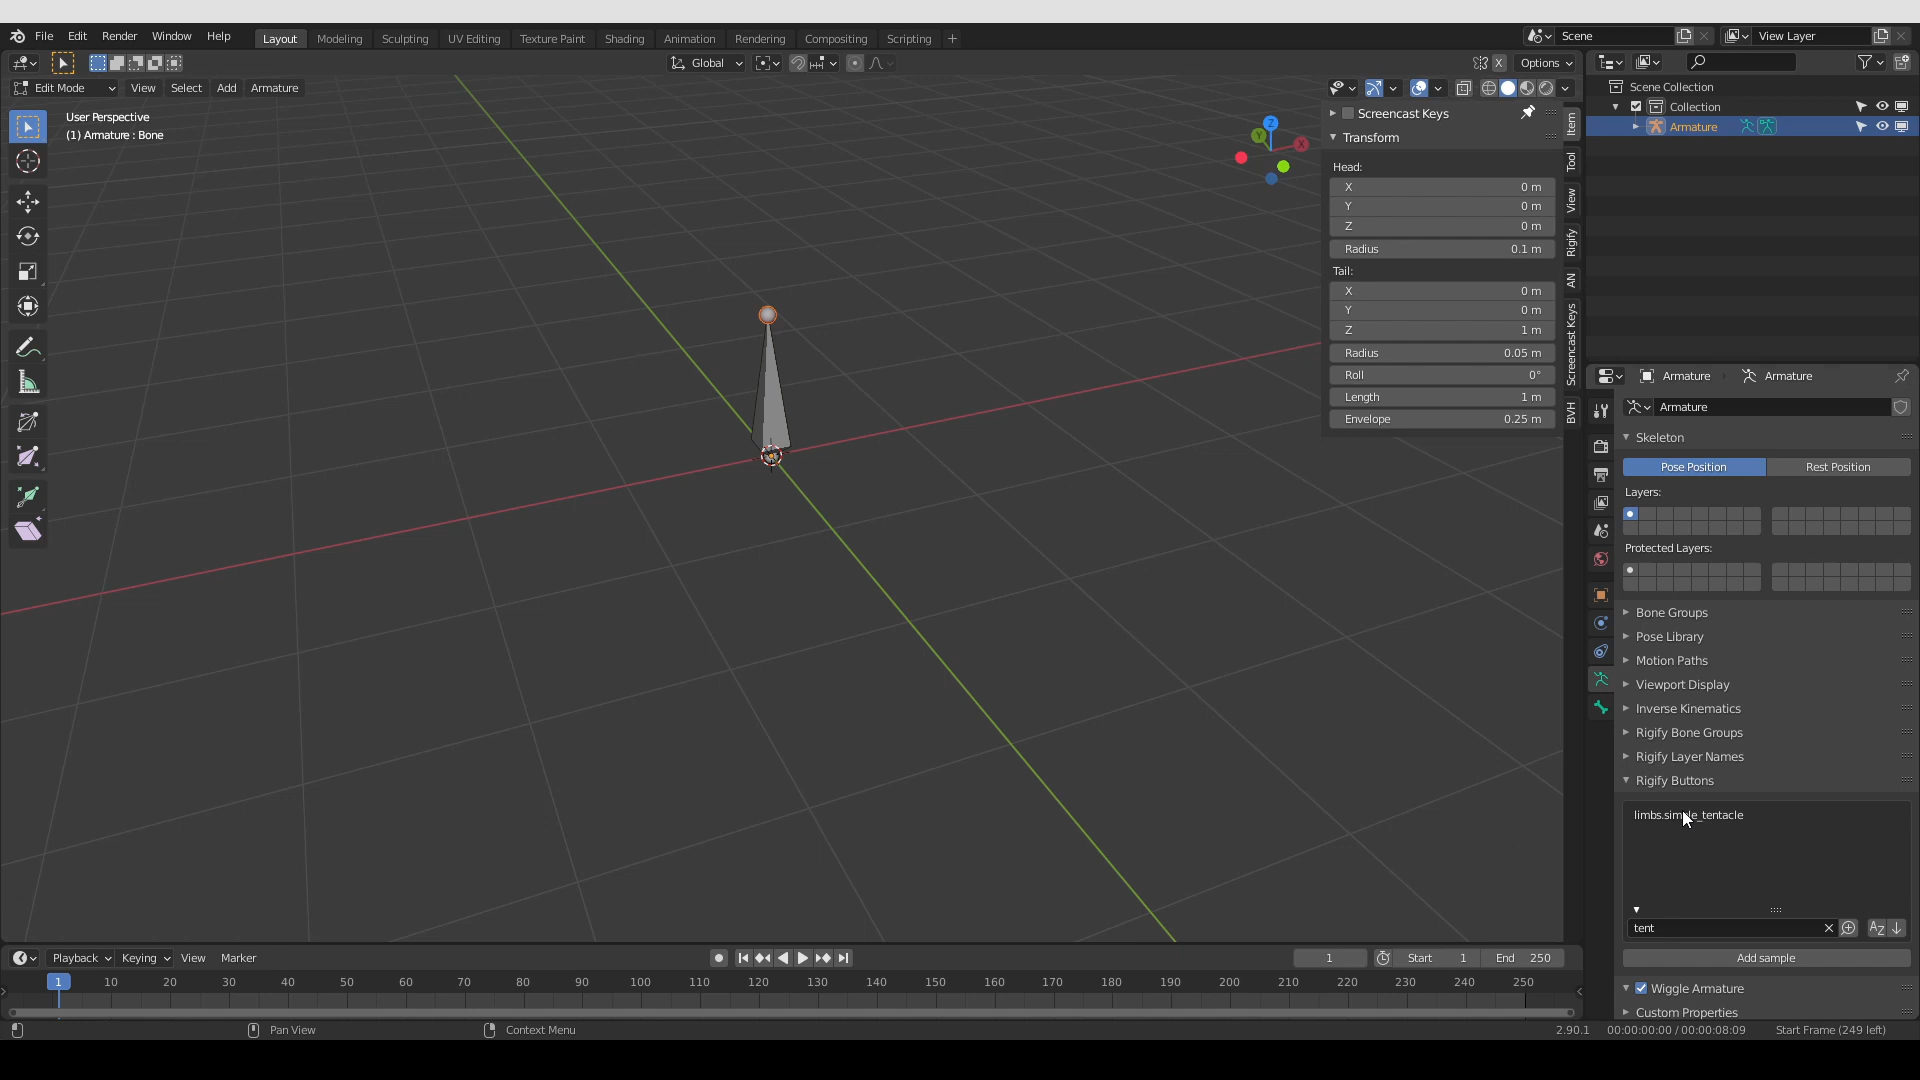 File Edit Render Window Help Layout Modeling Sculpting UV Editing Texture Paint Shading Animation Rendering Compositing Scripting + Scene View Layer
Global X Options
Edit Mode View Select Add Armature
User Perspective
(1) Armature : Bone
Z
Y
X
Screencast Keys
Transform
Head:
X 0 m
Y 0 m
Z 0 m
Radius 0.1 m
Tail:
X 0 m
Y 0 m
Z 1 m
Radius 0.05 m
Roll 0°
Length 1 m
Envelope 0.25 m
Item
Tool
View
Rigify
AN
Screencast Keys
BVH
Scene Collection
Collection
Armature
Armature Armature
Armature
Skeleton
Pose Position Rest Position
Layers:
Protected Layers:
Bone Groups
Pose Library
Motion Paths
Viewport Display
Inverse Kinematics
Rigify Bone Groups
Rigify Layer Names
Rigify Buttons
limbs.simple_tentacle
tent AZ
Add sample
Wiggle Armature
Custom Properties
Playback Keying View Marker 1 Start 1 End 250
1 10 20 30 40 50 60 70 80 90 100 110 120 130 140 150 160 170 180 190 200 210 220 230 240 250
Pan View Context Menu 2.90.1 00:00:00:00 / 00:00:08:09 Start Frame (249 left)